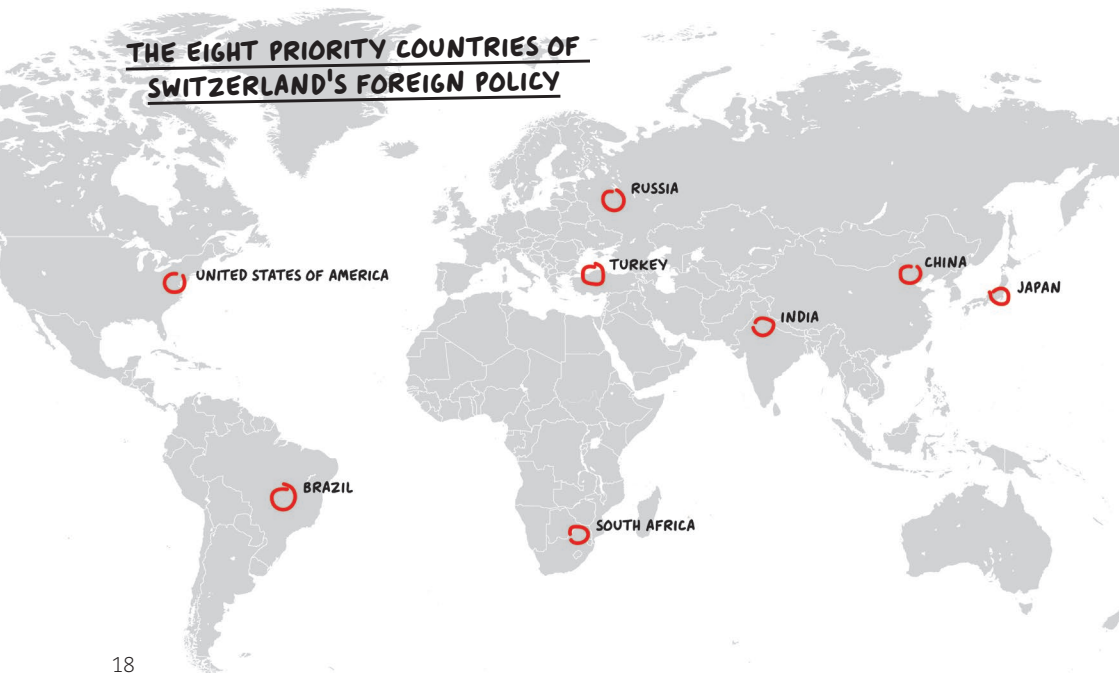 THE EIGHT PRIORITY COUNTRIES OF
SWITZERLAND'S FOREIGN POLICY
RUSSIA
TURKEY
UNITED STATES OF AMERICA
CHINA
JAPAN
INDIA
BRAZIL
SOUTH AFRICA
18